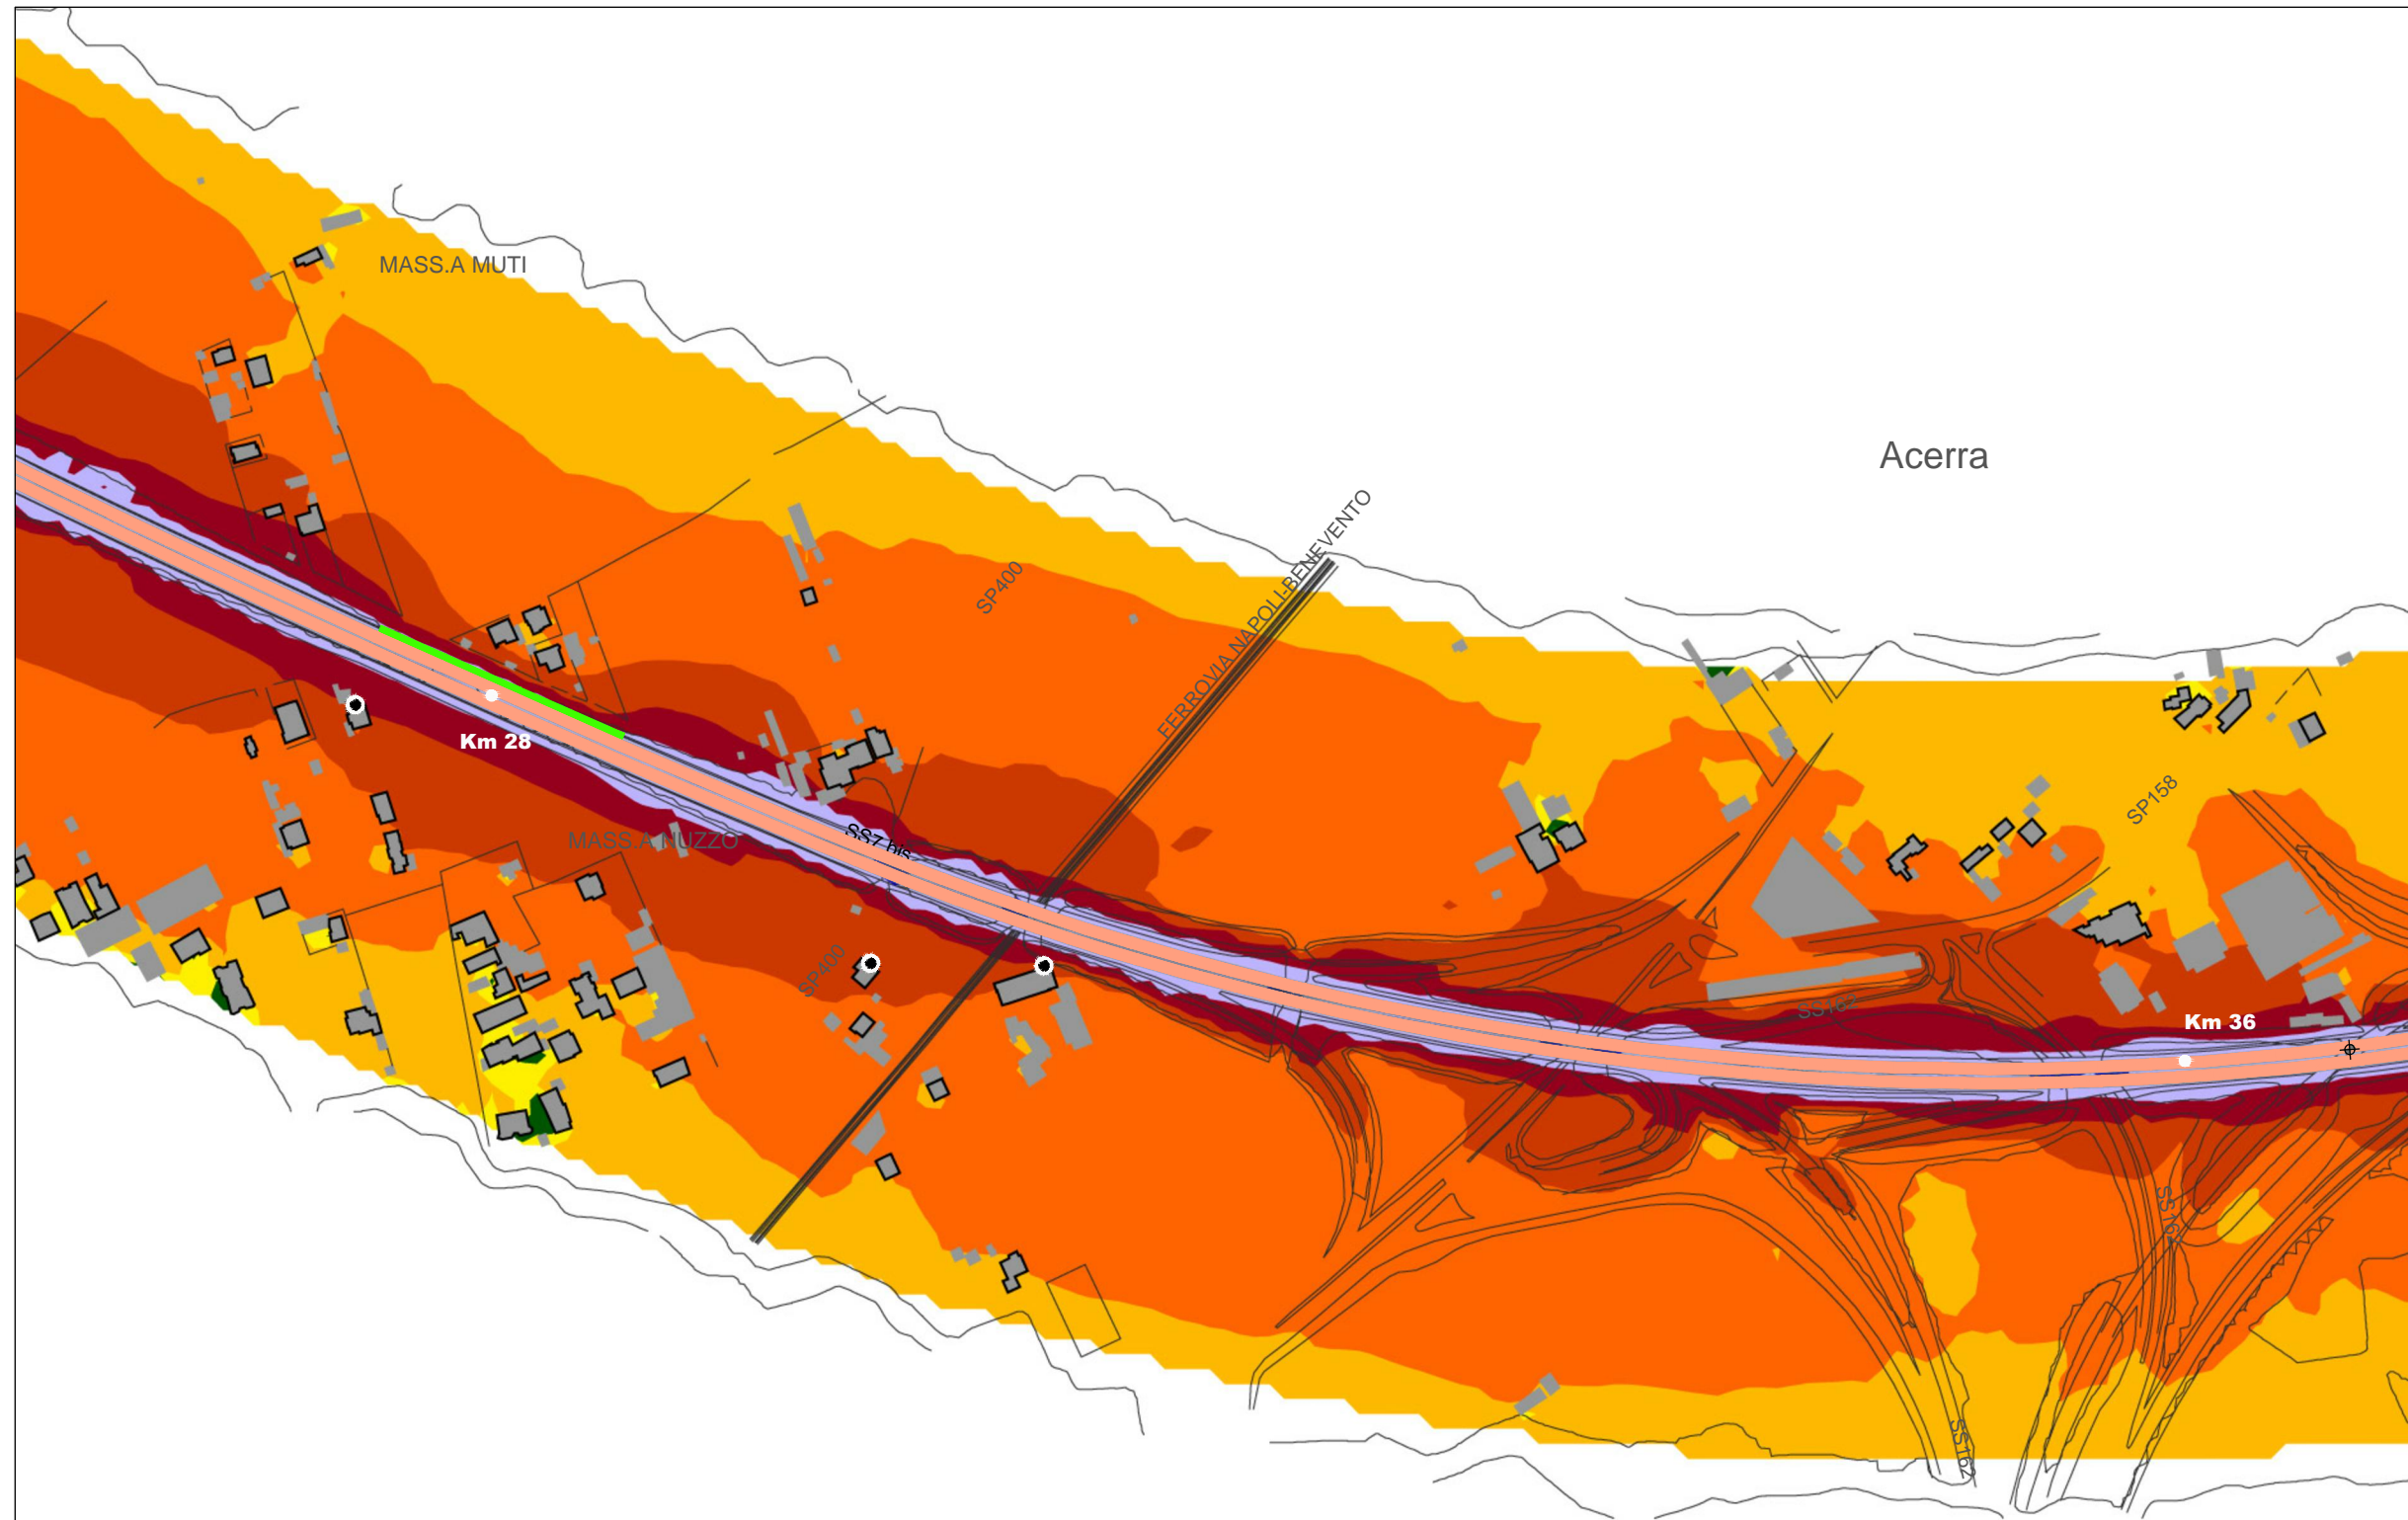 MASS.A MUTI
Acerra
FERROVIA NAPOLI-BENEVENTO
SP400
Km 28
SP158
MASS.A NUZZO
SS7 bis
SP400
SS162
Km 36
SS162
SS162